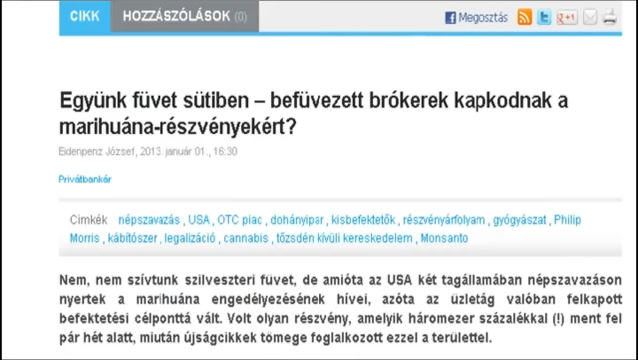 CIKK HOZZÁSZÓLÁSOK (0) Megosztás
Együnk füvet sütiben – befüvezett brókerek kapkodnak a
marihuána-részvényekért?
Eidenpenz József, 2013. január 01., 16:30
Privátbankár
Cimkék népszavazás , USA , OTC piac , dohányipar , kisbefektetők , részvényárfolyam , gyógyászat , Philip
Morris , kábítószer , legalizáció , cannabis , tőzsdén kívüli kereskedelem , Monsanto
Nem, nem szívtunk szilveszteri füvet, de amióta az USA két tagállamában népszavazáson
nyertek a marihuána engedélyezésének hívei, azóta az üzletág valóban felkapott
befektetési célponttá vált. Volt olyan részvény, amelyik háromezer százalékkal (!) ment fel
pár hét alatt, miután újságcikkek tömege foglalkozott ezzel a területtel.